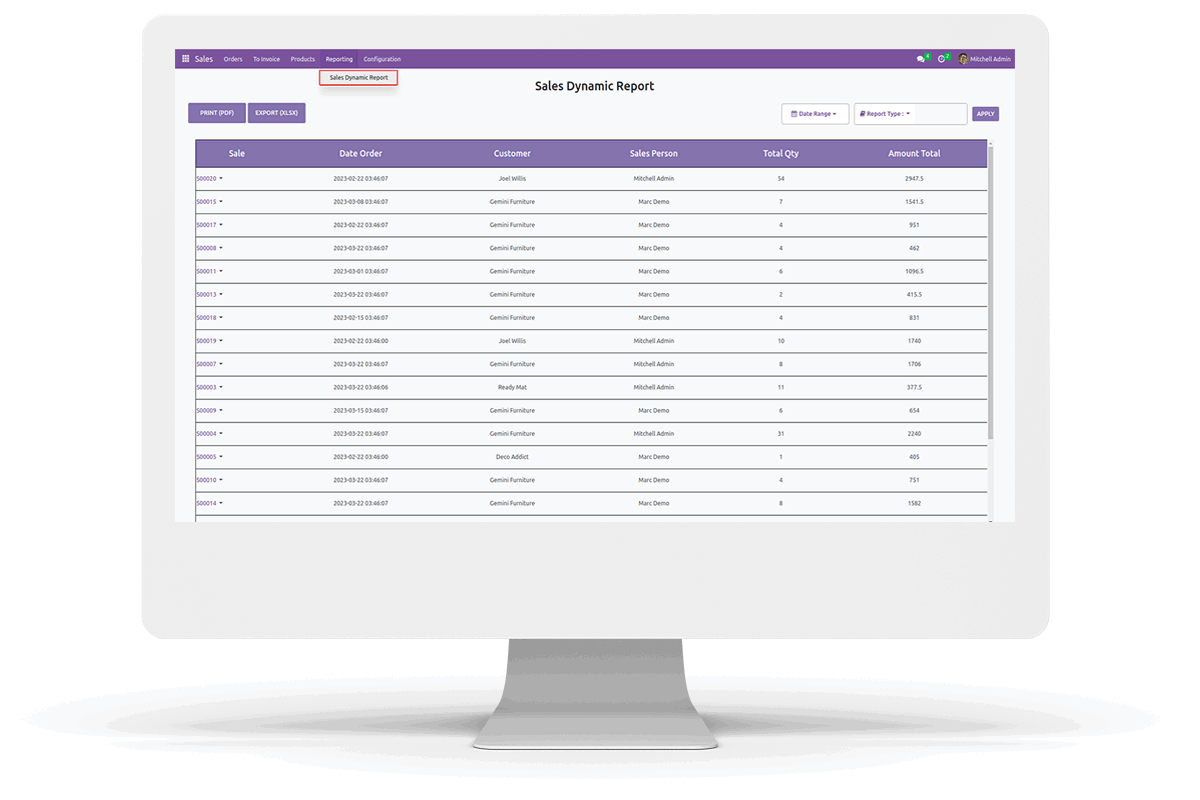 Sales Orders To Invoice Products Reporting Configuration 4 2 Mitchell Admin
Sales Dynamic Report
Sales Dynamic Report
PRINT (PDF) EXPORT (XLSX) Date Range Report Type : APPLY
Sale Date Order Customer Sales Person Total Qty Amount Total
S00020 2023-02-22 03:46:07 Joel Willis Mitchell Admin 54 2947.5
S00015 2023-03-08 03:46:07 Gemini Furniture Marc Demo 7 1541.5
S00017 2023-02-22 03:46:07 Gemini Furniture Marc Demo 4 951
S00008 2023-03-22 03:46:07 Gemini Furniture Marc Demo 4 462
S00011 2023-03-01 03:46:07 Gemini Furniture Marc Demo 6 1096.5
S00013 2023-03-22 03:46:07 Gemini Furniture Marc Demo 2 415.5
S00018 2023-02-15 03:46:07 Gemini Furniture Marc Demo 4 831
S00019 2023-02-22 03:46:00 Joel Willis Mitchell Admin 10 1740
S00007 2023-03-22 03:46:07 Gemini Furniture Marc Demo 8 1706
S00003 2023-03-22 03:46:06 Ready Mat Mitchell Admin 11 377.5
S00009 2023-03-15 03:46:07 Gemini Furniture Marc Demo 6 654
S00004 2023-03-22 03:46:07 Gemini Furniture Mitchell Admin 31 2240
S00005 2023-02-22 03:46:00 Deco Addict Marc Demo 1 405
S00010 2023-03-22 03:46:07 Gemini Furniture Marc Demo 4 751
S00014 2023-03-22 03:46:07 Gemini Furniture Marc Demo 8 1582